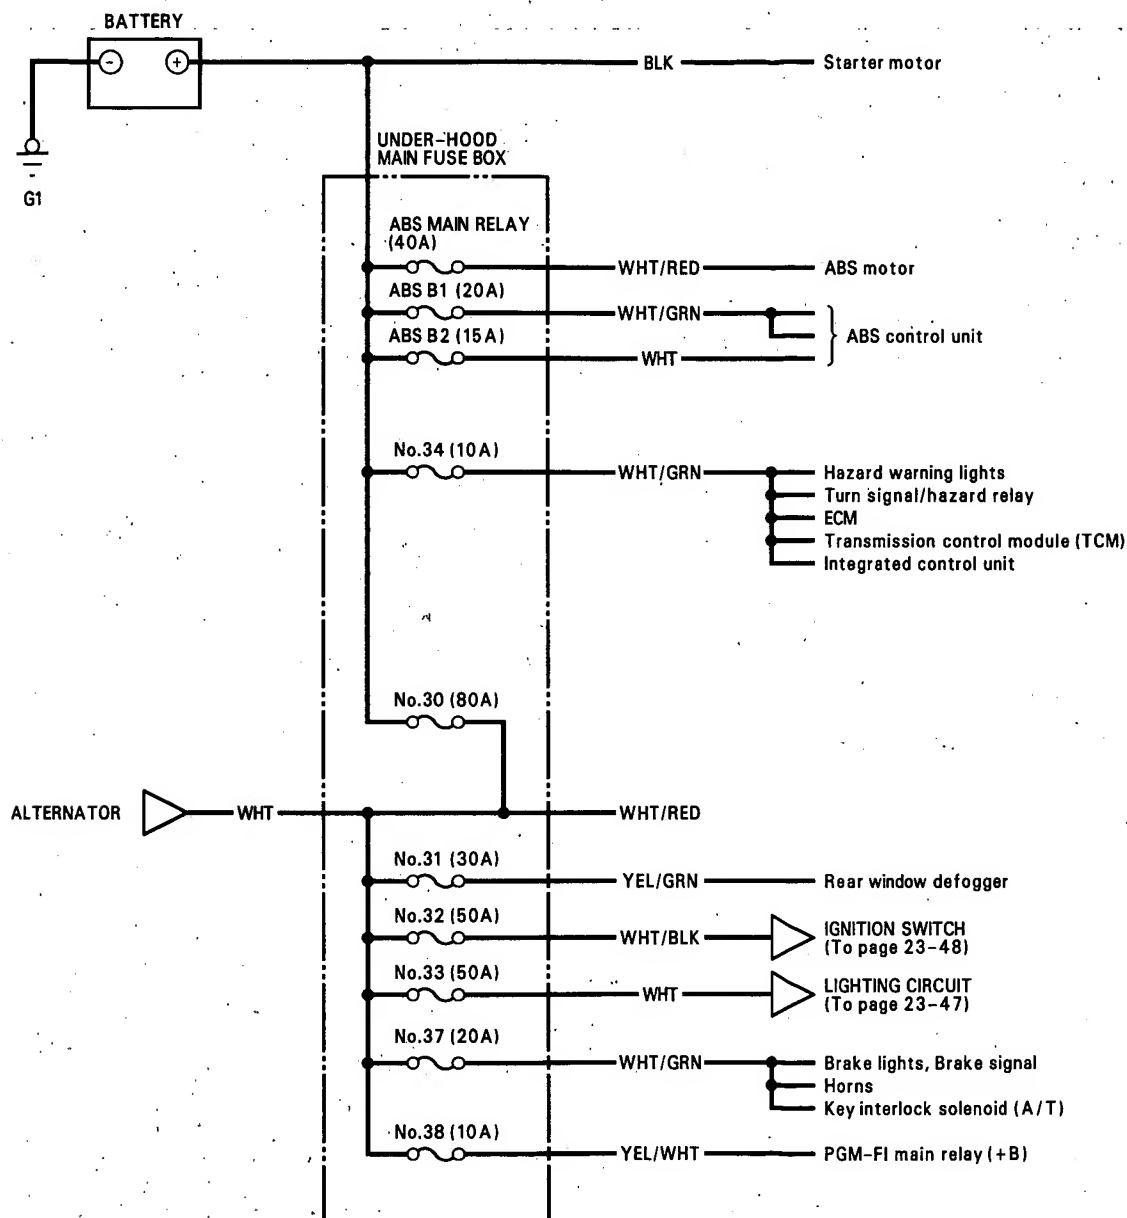 BATTERY
- +
BLK Starter motor
UNDER-HOOD
MAIN FUSE BOX
G1
ABS MAIN RELAY
(40A)
WHT/RED ABS motor
ABS B1 (20A)
WHT/GRN
ABS B2 (15A)
ABS control unit
WHT
No.34 (10A)
WHT/GRN Hazard warning lights
Turn signal/hazard relay
ECM
Transmission control module (TCM)
Integrated control unit
No.30 (80A)
ALTERNATOR WHT WHT/RED
No.31 (30A)
YEL/GRN Rear window defogger
No.32 (50A)
WHT/BLK IGNITION SWITCH
(To page 23-48)
No.33 (50A)
WHT LIGHTING CIRCUIT
(To page 23-47)
No.37 (20A)
WHT/GRN Brake lights, Brake signal
Horns
Key interlock solenoid (A/T)
No.38 (10A)
YEL/WHT PGM-FI main relay (+B)